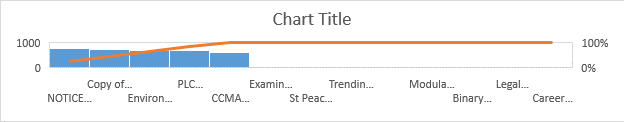 Chart Title
1000 100%
0 0%
Copy of... PLC... Examin... Trendin... Modula... Legal...
NOTICE... Environ... CCMA... St Peac... Binary... Career...